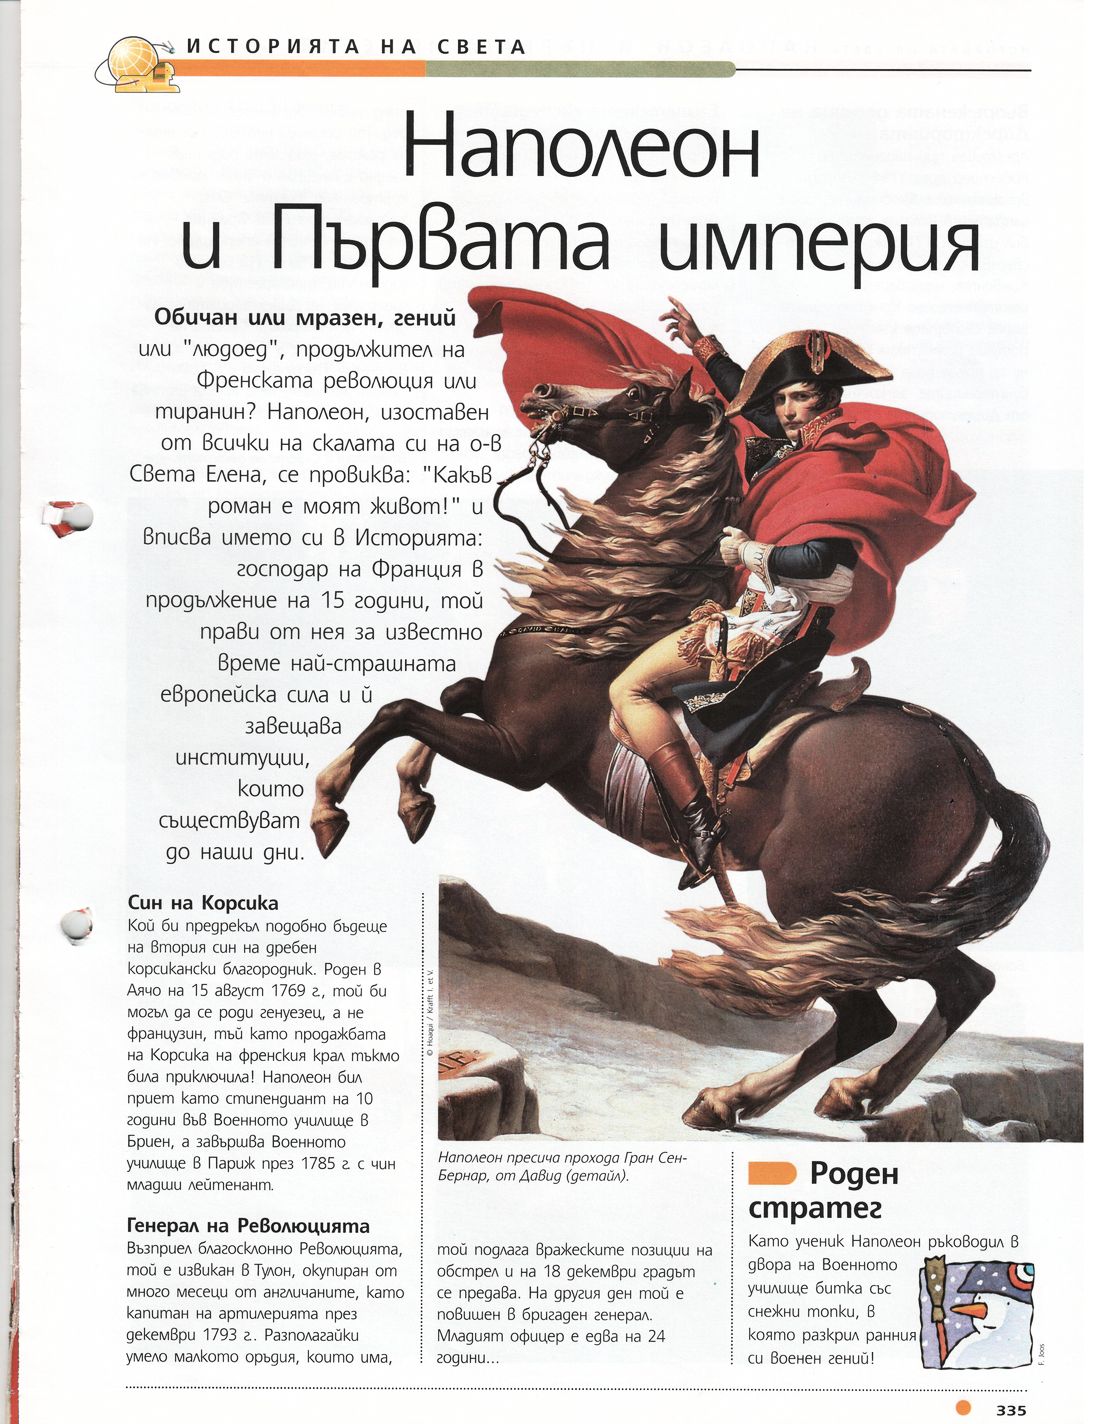 ИСТОРИЯТА НА СВЕТА
Наполеон
и Първата империя
Обичан или мразен, гений
или "людоед", продължител на
Френската революция или
тиранин? Наполеон, изоставен
от всички на скалата си на о-в
Света Елена, се провиква: "Какъв
роман е моят живот!" и
вписва името си в Историята:
господар на Франция в
продължение на 15 години, той
прави от нея за известно
време най-страшната
европейска сила и ѝ
завещава
институции,
които
съществуват
до наши дни.
Син на Корсика
Кой би предрекъл подобно бъдеще
на втория син на дребен
корсикански благородник. Роден в
Аячо на 15 август 1769 г., той би
могъл да се роди генуезец, а не
французин, тъй като продажбата
на Корсика на френския крал тъкмо
била приключила! Наполеон бил
приет като стипендиант на 10
години във Военното училище в
Бриен, а завършва Военното
училище в Париж през 1785 г. с чин
младши лейтенант.
Генерал на Революцията
Възприел благосклонно Революцията,
той е извикан в Тулон, окупиран от
много месеци от англичаните, като
капитан на артилерията през
декември 1793 г. Разполагайки
умело малкото оръдия, които има,
© Hoaqui / Krafft I. et V.
Наполеон пресича прохода Гран Сен-
Бернар, от Давид (детайл).
той подлага вражеските позиции на
обстрел и на 18 декември градът
се предава. На другия ден той е
повишен в бригаден генерал.
Младият офицер е едва на 24
години...
Роден
стратег
Като ученик Наполеон ръководил в
двора на Военното
училище битка със
снежни топки, в
която разкрил ранния
си военен гений!
F. Joos
335